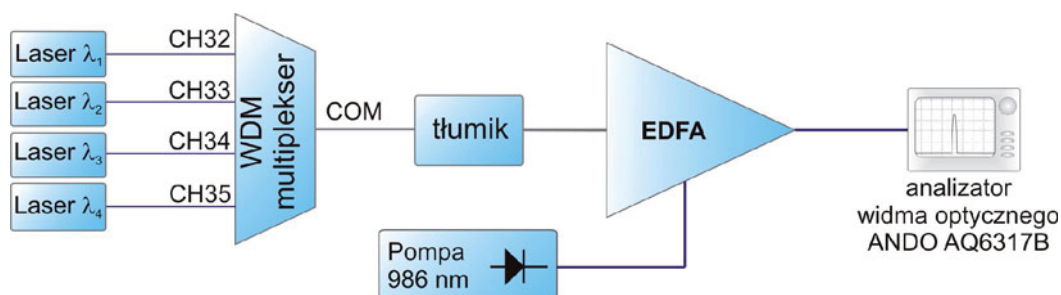 Laser λ₁
CH32
Laser λ₂
CH33
Laser λ₃
CH34
Laser λ₄
CH35
WDM
multiplekser
COM
tłumik
EDFA
Pompa
986 nm
analizator
widma optycznego
ANDO AQ6317B